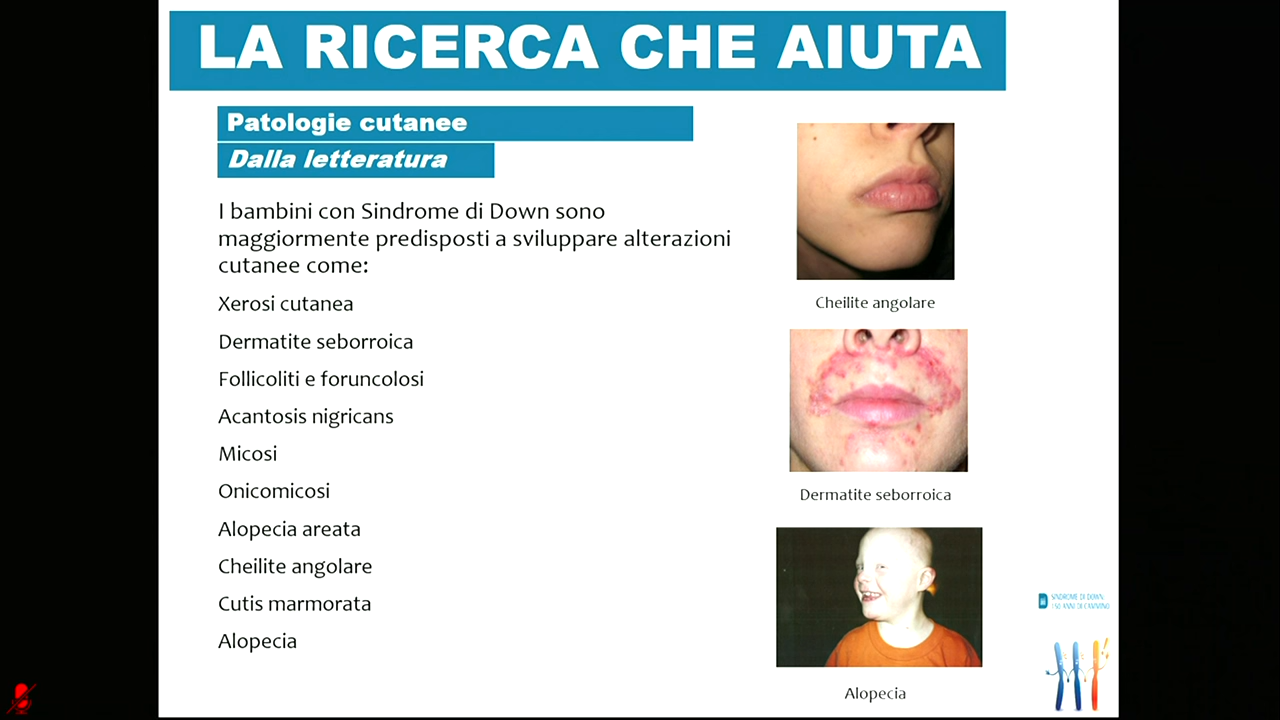 LA RICERCA CHE AIUTA
Patologie cutanee
Dalla letteratura
I bambini con Sindrome di Down sono
maggiormente predisposti a sviluppare alterazioni
cutanee come:
Xerosi cutanea
Dermatite seborroica
Follicoliti e foruncolosi
Acantosis nigricans
Micosi
Onicomicosi
Alopecia areata
Cheilite angolare
Cutis marmorata
Alopecia
Cheilite angolare
Dermatite seborroica
Alopecia
SINDROME DI DOWN